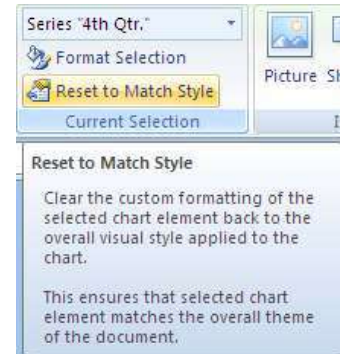 Series "4th Qtr."
Format Selection
Reset to Match Style
Picture
Current Selection
Reset to Match Style
Clear the custom formatting of the
selected chart element back to the
overall visual style applied to the
chart.
This ensures that selected chart
element matches the overall theme
of the document.